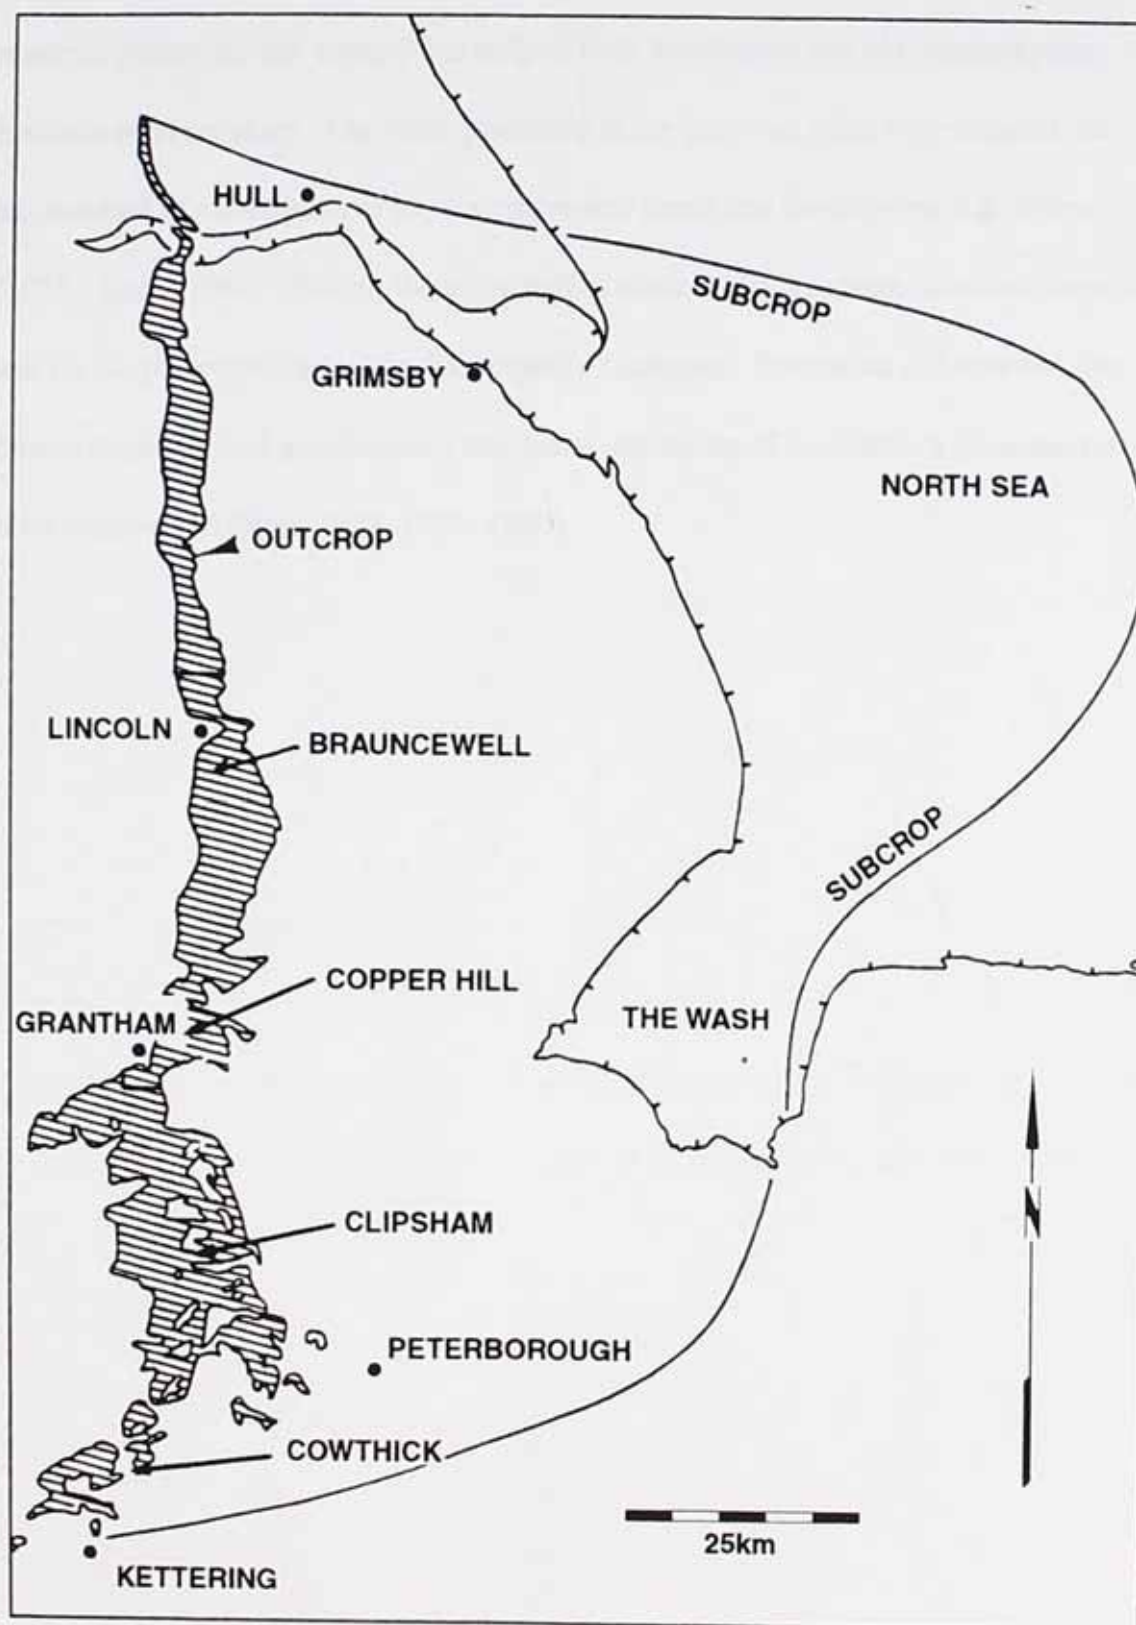 HULL
SUBCROP
GRIMSBY
NORTH SEA
OUTCROP
LINCOLN
BRAUNCEWELL
SUBCROP
COPPER HILL
GRANTHAM
THE WASH
N
CLIPSHAM
PETERBOROUGH
COWTHICK
25km
KETTERING